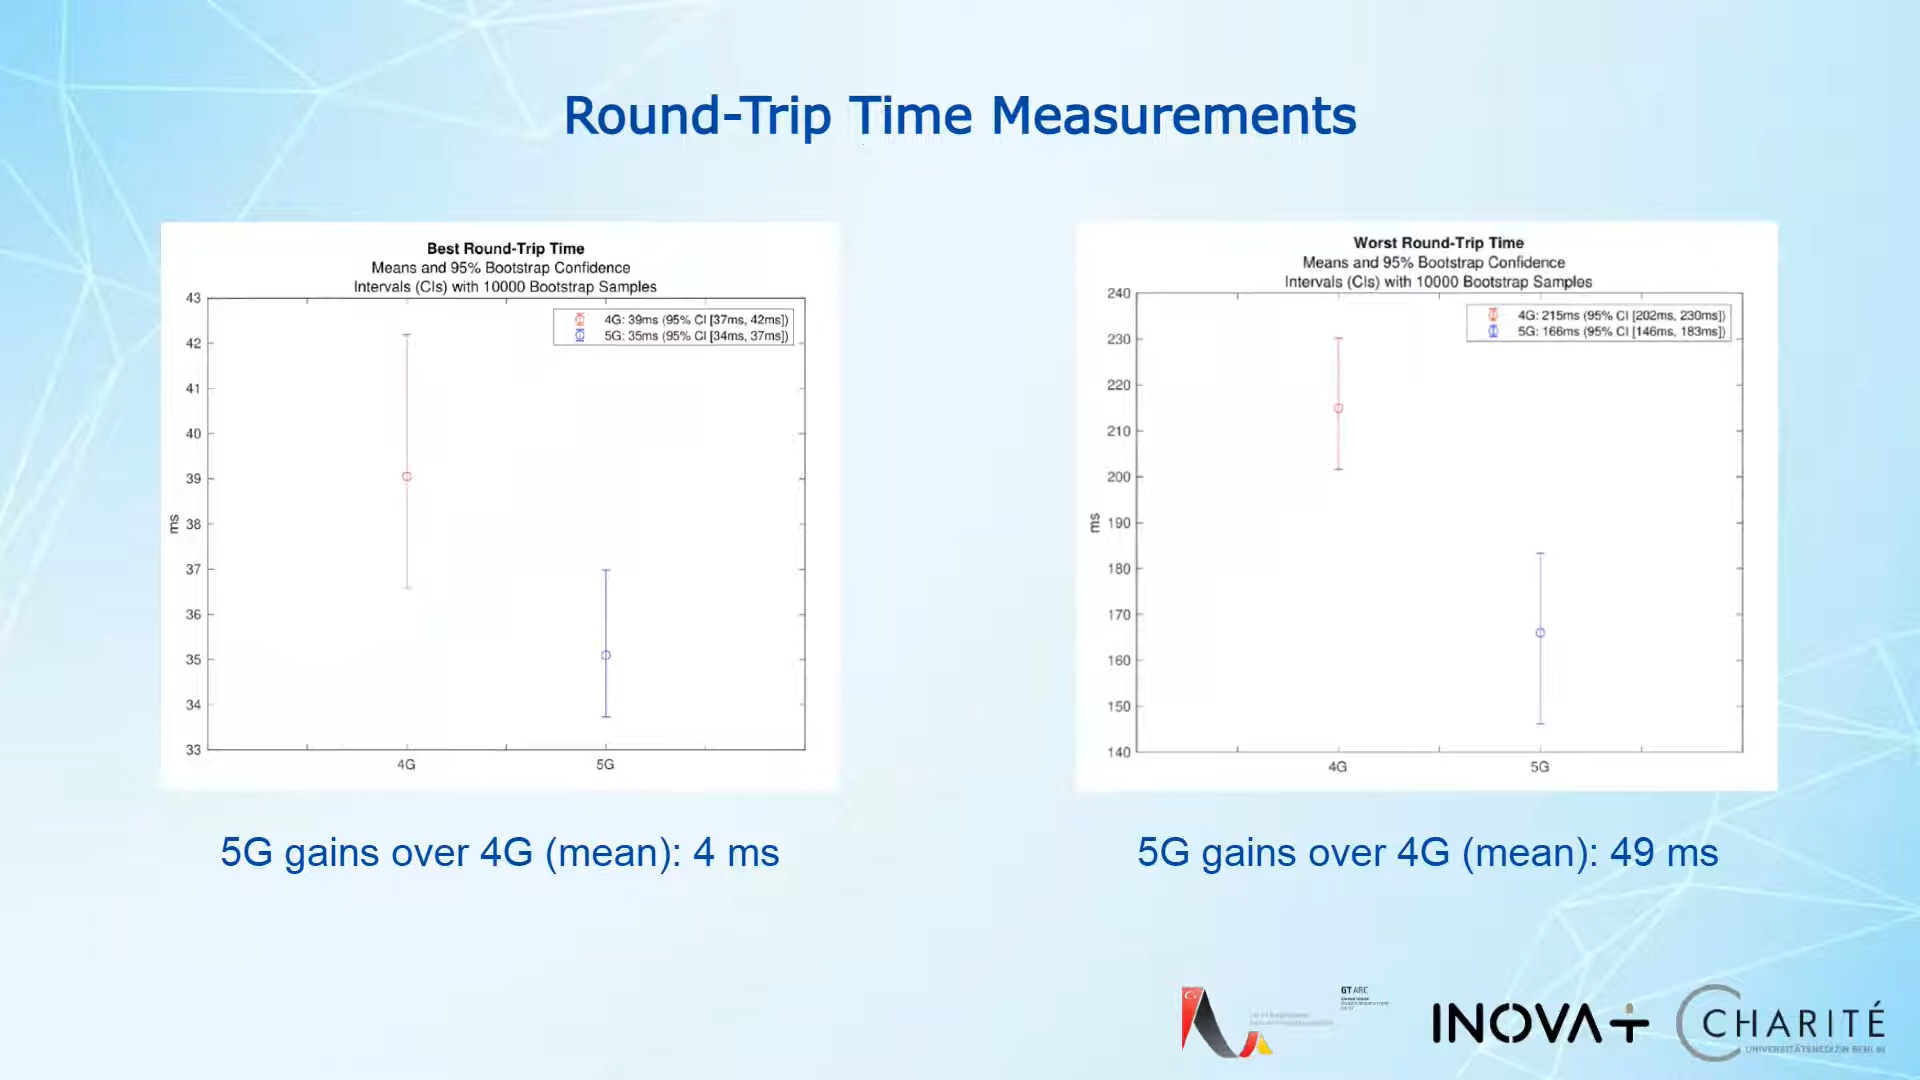 Round-Trip Time Measurements
Best Round-Trip Time
Means and 95% Bootstrap Confidence
Intervals (CIs) with 10000 Bootstrap Samples
43
42
41
40
39
38
37
36
35
34
33
ms
4G: 39ms (95% CI [37ms, 42ms])
5G: 35ms (95% CI [34ms, 37ms])
4G
5G
5G gains over 4G (mean): 4 ms
Worst Round-Trip Time
Means and 95% Bootstrap Confidence
Intervals (CIs) with 10000 Bootstrap Samples
240
230
220
210
200
190
180
170
160
150
140
ms
4G: 215ms (95% CI [202ms, 230ms])
5G: 166ms (95% CI [146ms, 183ms])
4G
5G
5G gains over 4G (mean): 49 ms
GT ARC
INOVA+
CHARITÉ
UNIVERSITÄTSMEDIZIN BERLIN